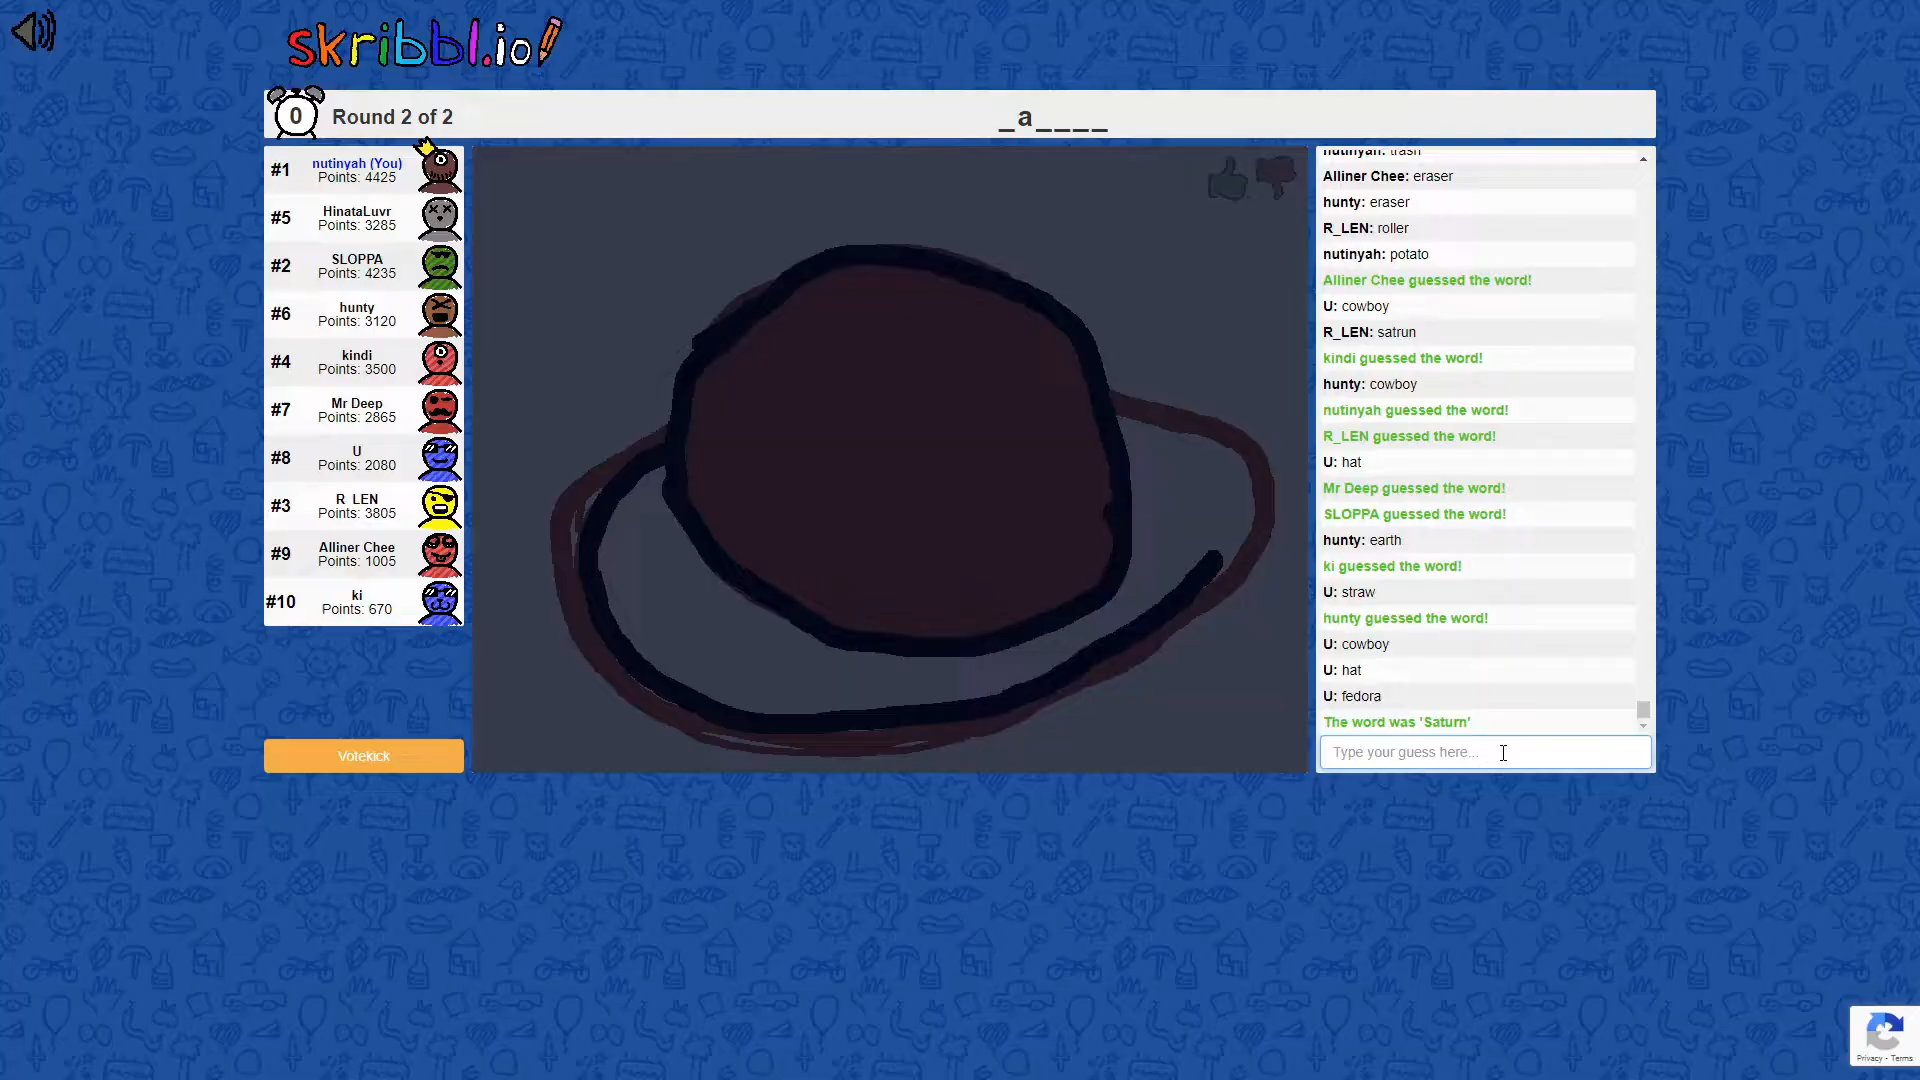 skribbl.io
0
Round 2 of 2
_a____
#1
nutinyah (You)
Points: 4425
#5
HinataLuvr
Points: 3285
#2
SLOPPA
Points: 4235
#6
hunty
Points: 3120
#4
kindi
Points: 3500
#7
Mr Deep
Points: 2865
#8
U
Points: 2080
#3
R_LEN
Points: 3805
#9
Alliner Chee
Points: 1005
#10
ki
Points: 670
Votekick
nutinyah: trash
Alliner Chee: eraser
hunty: eraser
R_LEN: roller
nutinyah: potato
Alliner Chee guessed the word!
U: cowboy
R_LEN: satrun
kindi guessed the word!
hunty: cowboy
nutinyah guessed the word!
R_LEN guessed the word!
U: hat
Mr Deep guessed the word!
SLOPPA guessed the word!
hunty: earth
ki guessed the word!
U: straw
hunty guessed the word!
U: cowboy
U: hat
U: fedora
The word was 'Saturn'
Type your guess here...
Privacy - Terms